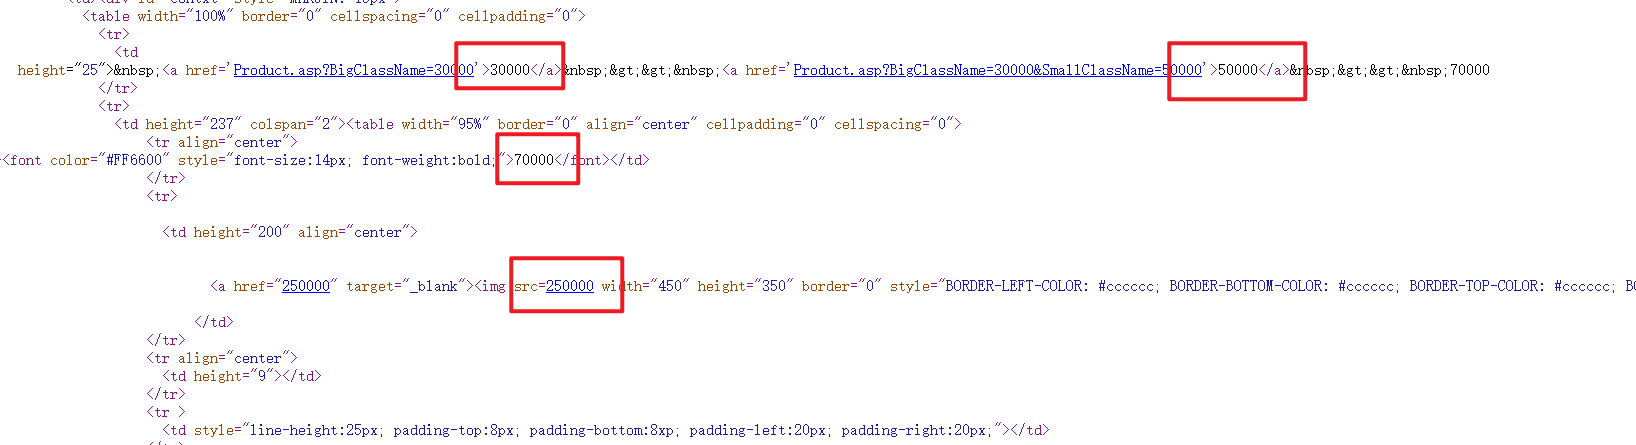 <table width="100%" border="0" cellspacing="0" cellpadding="0">
<tr>
<td
height="25">&nbsp;<a href='Product.asp?BigClassName=30000'>30000</a>&nbsp;&gt;&gt;&nbsp;<a href='Product.asp?BigClassName=30000&SmallClassName=50000'>50000</a>&nbsp;&gt;&gt;&nbsp;70000
</tr>
<tr>
<td height="237" colspan="2"><table width="95%" border="0" align="center" cellpadding="0" cellspacing="0">
<tr align="center">
<font color="#FF6600" style="font-size:14px; font-weight:bold;">70000</font></td>
</tr>
<tr>
<td height="200" align="center">
<a href="250000" target="_blank"><img src=250000 width="450" height="350" border="0" style="BORDER-LEFT-COLOR: #cccccc; BORDER-BOTTOM-COLOR: #cccccc; BORDER-TOP-COLOR: #cccccc;
</td>
</tr>
<tr align="center">
<td height="9"></td>
</tr>
<tr >
<td style="line-height:25px; padding-top:8px; padding-bottom:8xp; padding-left:20px; padding-right:20px;"></td>